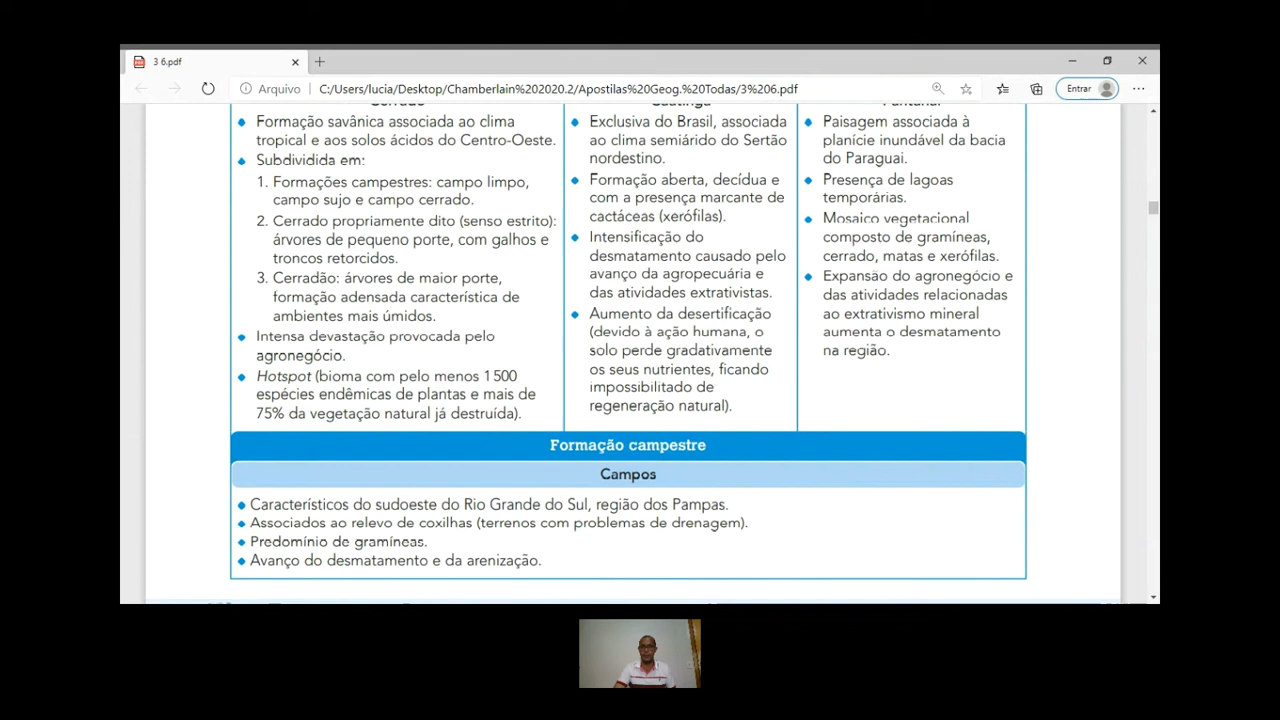 3 6.pdf
Arquivo C:/Users/lucia/Desktop/Chamberlain%202020.2/Apostilas%20Geog.%20Todas/3%206.pdf
Entrar
Cerrado
Formação savânica associada ao clima
tropical e aos solos ácidos do Centro-Oeste.
Subdividida em:
1. Formações campestres: campo limpo,
campo sujo e campo cerrado.
2. Cerrado propriamente dito (senso estrito):
árvores de pequeno porte, com galhos e
troncos retorcidos.
3. Cerradão: árvores de maior porte,
formação adensada característica de
ambientes mais úmidos.
Intensa devastação provocada pelo
agronegócio.
Hotspot (bioma com pelo menos 1 500
espécies endêmicas de plantas e mais de
75% da vegetação natural já destruída).
Caatinga
Exclusiva do Brasil, associada
ao clima semiárido do Sertão
nordestino.
Formação aberta, decídua e
com a presença marcante de
cactáceas (xerófilas).
Intensificação do
desmatamento causado pelo
avanço da agropecuária e
das atividades extrativistas.
Aumento da desertificação
(devido à ação humana, o
solo perde gradativamente
os seus nutrientes, ficando
impossibilitado de
regeneração natural).
Pantanal
Paisagem associada à
planície inundável da bacia
do Paraguai.
Presença de lagoas
temporárias.
Mosaico vegetacional
composto de gramíneas,
cerrado, matas e xerófilas.
Expansão do agronegócio e
das atividades relacionadas
ao extrativismo mineral
aumenta o desmatamento
na região.
Formação campestre
Campos
Característicos do sudoeste do Rio Grande do Sul, região dos Pampas.
Associados ao relevo de coxilhas (terrenos com problemas de drenagem).
Predomínio de gramíneas.
Avanço do desmatamento e da arenização.